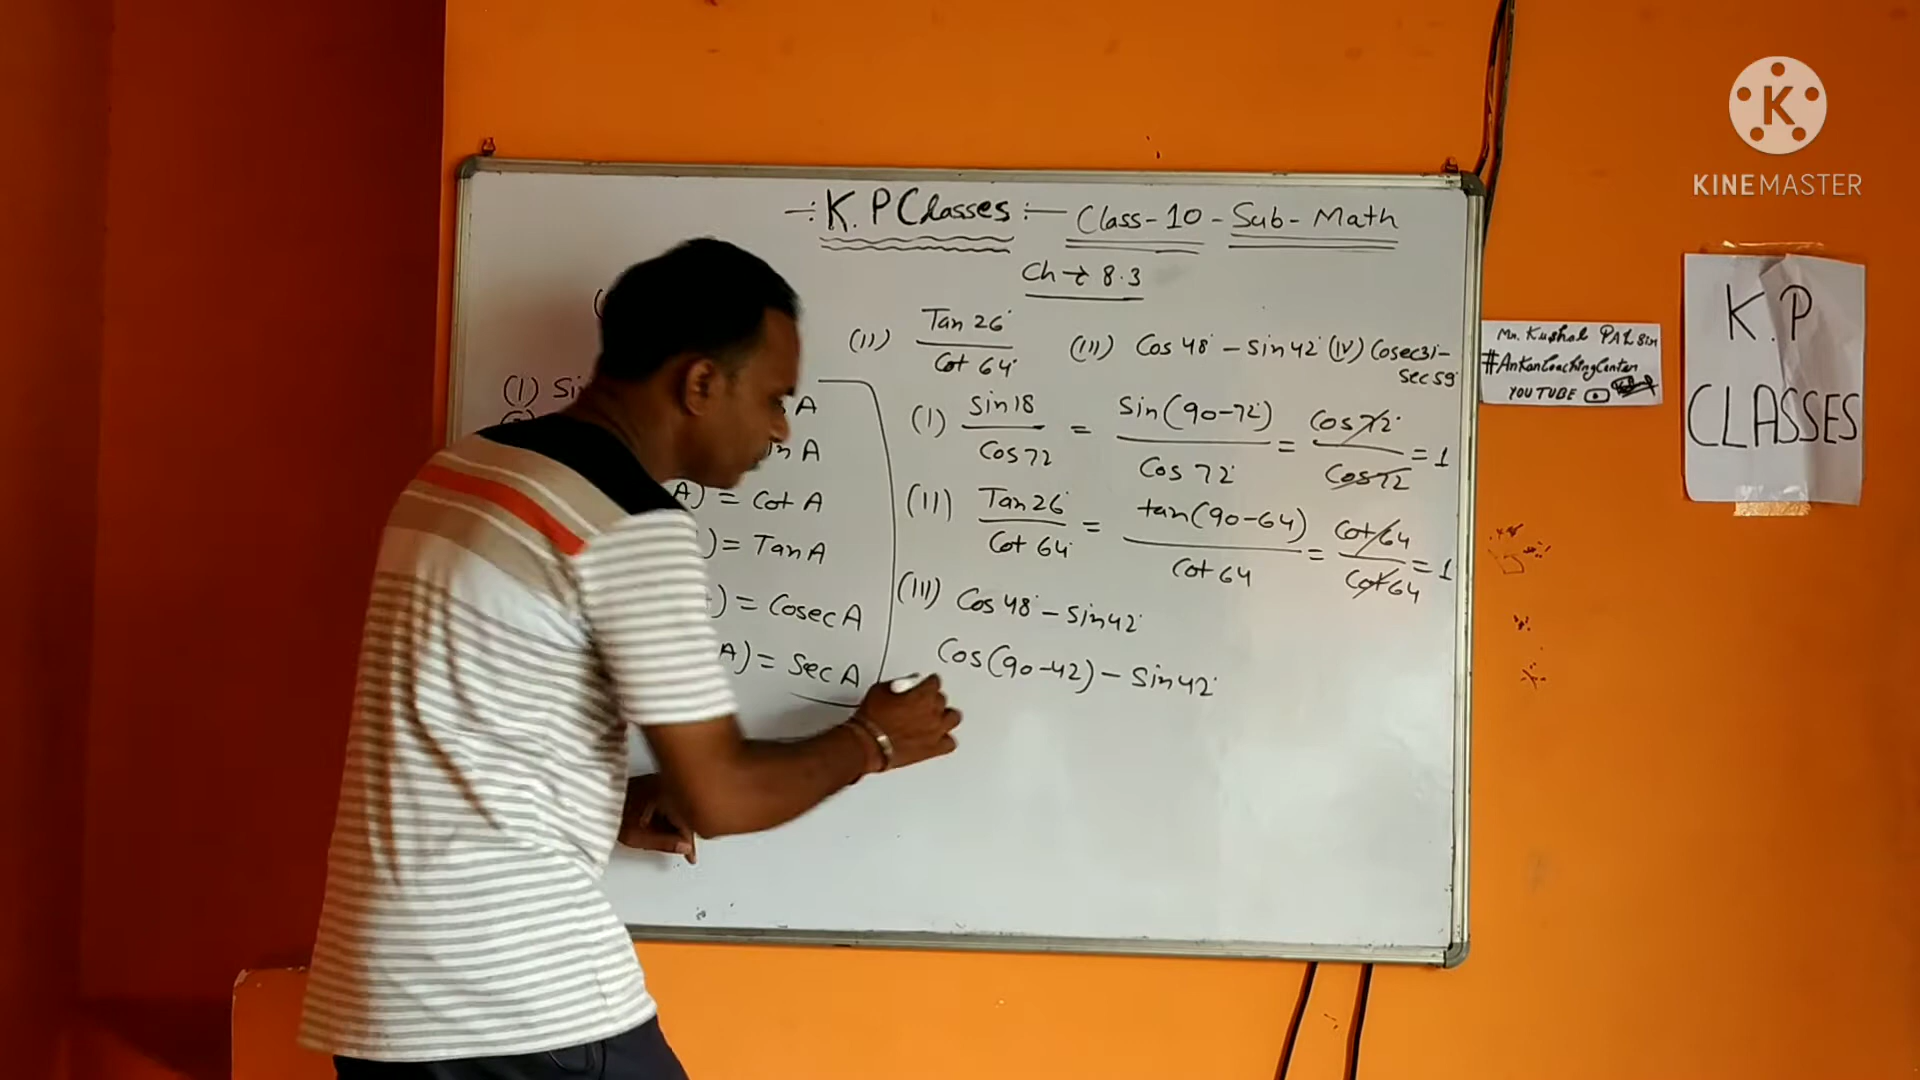 K
KINEMASTER
-: K. P Classes :- Class-10 - Sub-Math
Ch → 8.3
(II) Tan 26° / Cot 64° (III) Cos 48° - Sin 42° (IV) Cosec 31 - Sec 59°
(I) Sin
A
in A
A) = Cot A
) = Tan A
) = Cosec A
A) = Sec A
(I) Sin 18 / Cos 72 = Sin(90-72°) / Cos 72° = Cos 72° / Cos 72 = 1
(II) Tan 26° / Cot 64° = tan(90-64) / Cot 64 = Cot 64 / Cot 64 = 1
(III) Cos 48° - Sin 42°
Cos(90-42) - Sin 42°
Mr. Kushal PAL Sir
#AnkanCoachingCenter
YOUTUBE
K.P
CLASSES